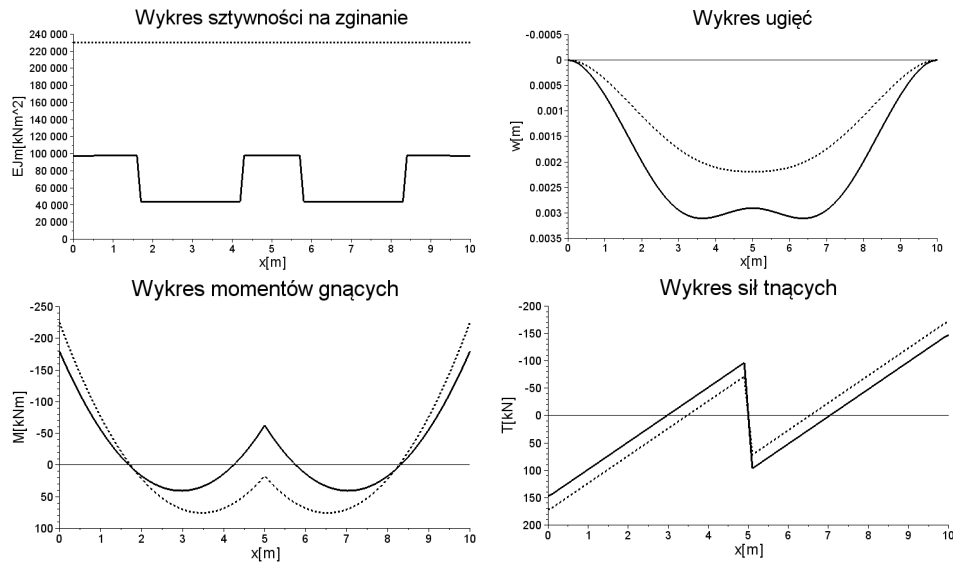 Wykres sztywności na zginanie
240 000
220 000
200 000
180 000
160 000
140 000
120 000
100 000
80 000
60 000
40 000
20 000
0
EJm[kNm^2]
0 1 2 3 4 5 6 7 8 9 10
x[m]
Wykres ugięć
-0.0005
0
0.0005
0.001
0.0015
0.002
0.0025
0.003
0.0035
w[m]
0 1 2 3 4 5 6 7 8 9 10
x[m]
Wykres momentów gnących
-250
-200
-150
-100
-50
0
50
100
M[kNm]
0 1 2 3 4 5 6 7 8 9 10
x[m]
Wykres sił tnących
-200
-150
-100
-50
0
50
100
150
200
T[kN]
0 1 2 3 4 5 6 7 8 9 10
x[m]